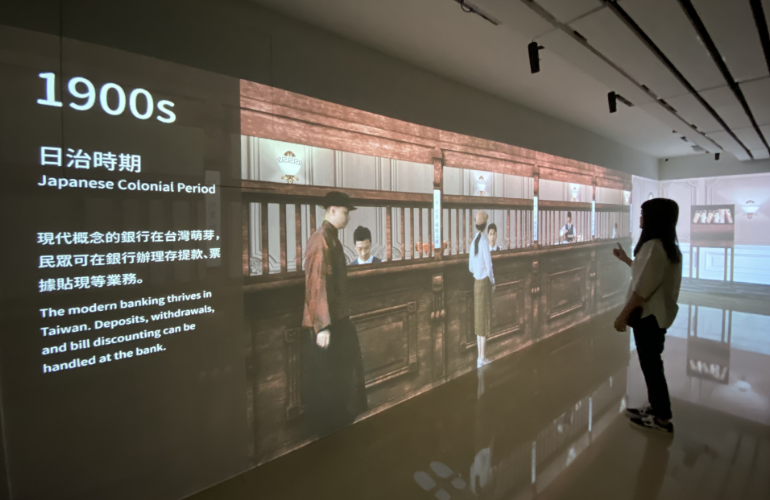 1900s
日治時期
Japanese Colonial Period
現代概念的銀行在台灣萌芽，
民眾可在銀行辦理存提款、票
據貼現等業務。
The modern banking thrives in
Taiwan. Deposits, withdrawals,
and bill discounting can be
handled at the bank.